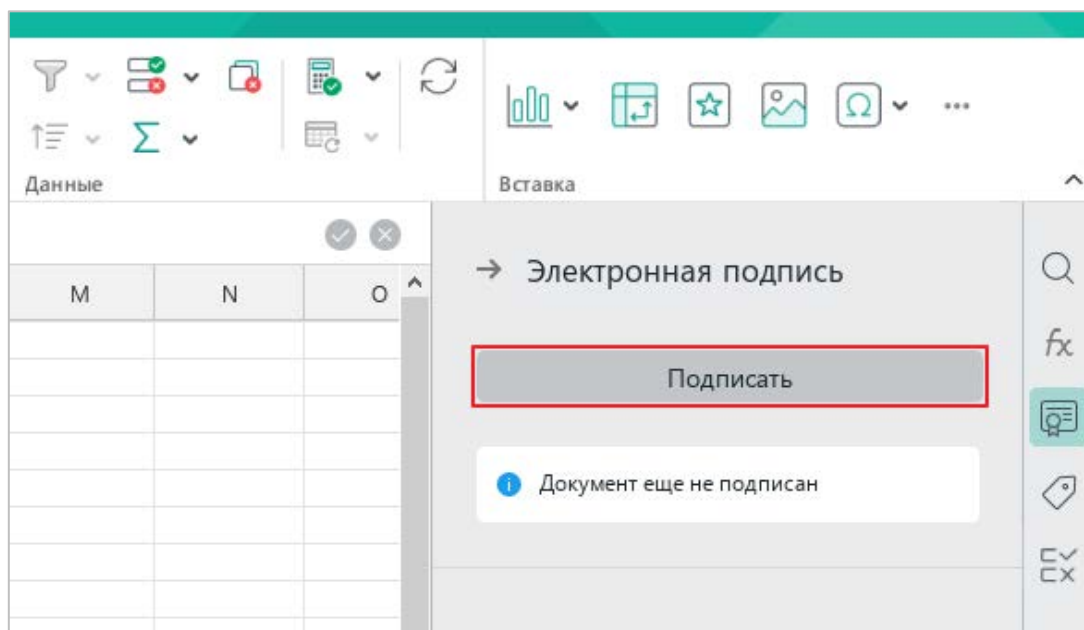 Данные
Вставка
Электронная подпись
M N O
fx
Подписать
Документ еще не подписан